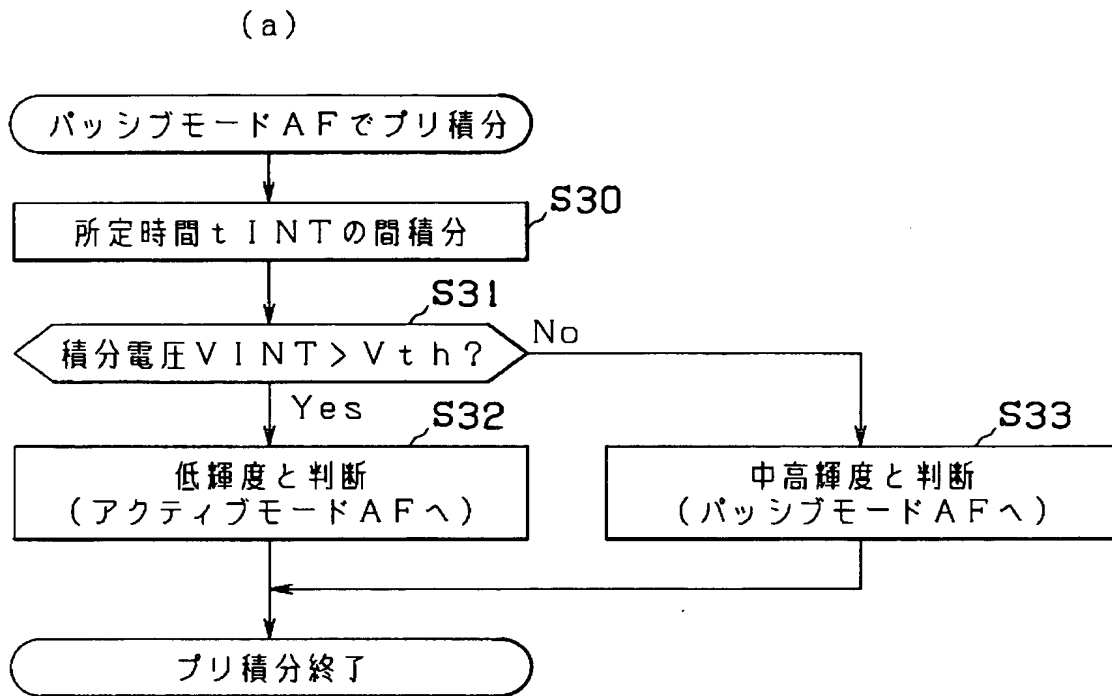 (a)
パッシブモードAFでプリ積分
S30
所定時間tINTの間積分
S31
積分電圧VINT>Vth?
No
Yes
S32
低輝度と判断
(アクティブモードAFへ)
S33
中高輝度と判断
(パッシブモードAFへ)
プリ積分終了